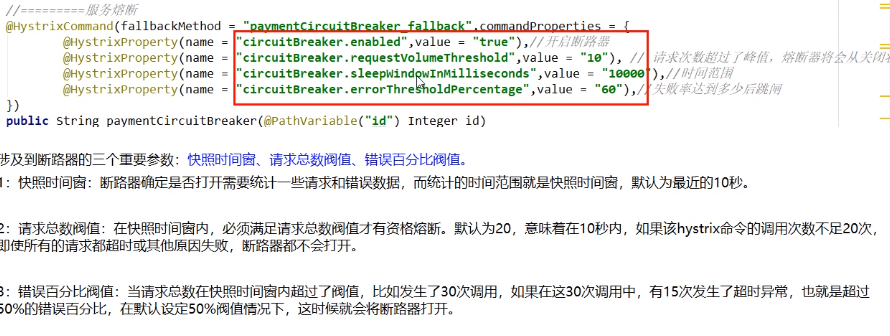 //=========服务熔断
@HystrixCommand(fallbackMethod = "paymentCircuitBreaker_fallback",commandProperties = {
@HystrixProperty(name = "circuitBreaker.enabled",value = "true"),//开启断路器
@HystrixProperty(name = "circuitBreaker.requestVolumeThreshold",value = "10"), // 请求次数超过了峰值，熔断器将会从关闭
@HystrixProperty(name = "circuitBreaker.sleepWindowInMilliseconds",value = "10000"),//时间范围
@HystrixProperty(name = "circuitBreaker.errorThresholdPercentage",value = "60"),//失败率达到多少后跳闸
})
public String paymentCircuitBreaker(@PathVariable("id") Integer id)
涉及到断路器的三个重要参数：快照时间窗、请求总数阀值、错误百分比阀值。
1：快照时间窗：断路器确定是否打开需要统计一些请求和错误数据，而统计的时间范围就是快照时间窗，默认为最近的10秒。
2：请求总数阀值：在快照时间窗内，必须满足请求总数阀值才有资格熔断。默认为20，意味着在10秒内，如果该hystrix命令的调用次数不足20次，
即使所有的请求都超时或其他原因失败，断路器都不会打开。
3：错误百分比阀值：当请求总数在快照时间窗内超过了阀值，比如发生了30次调用，如果在这30次调用中，有15次发生了超时异常，也就是超过
50%的错误百分比，在默认设定50%阀值情况下，这时候就会将断路器打开。